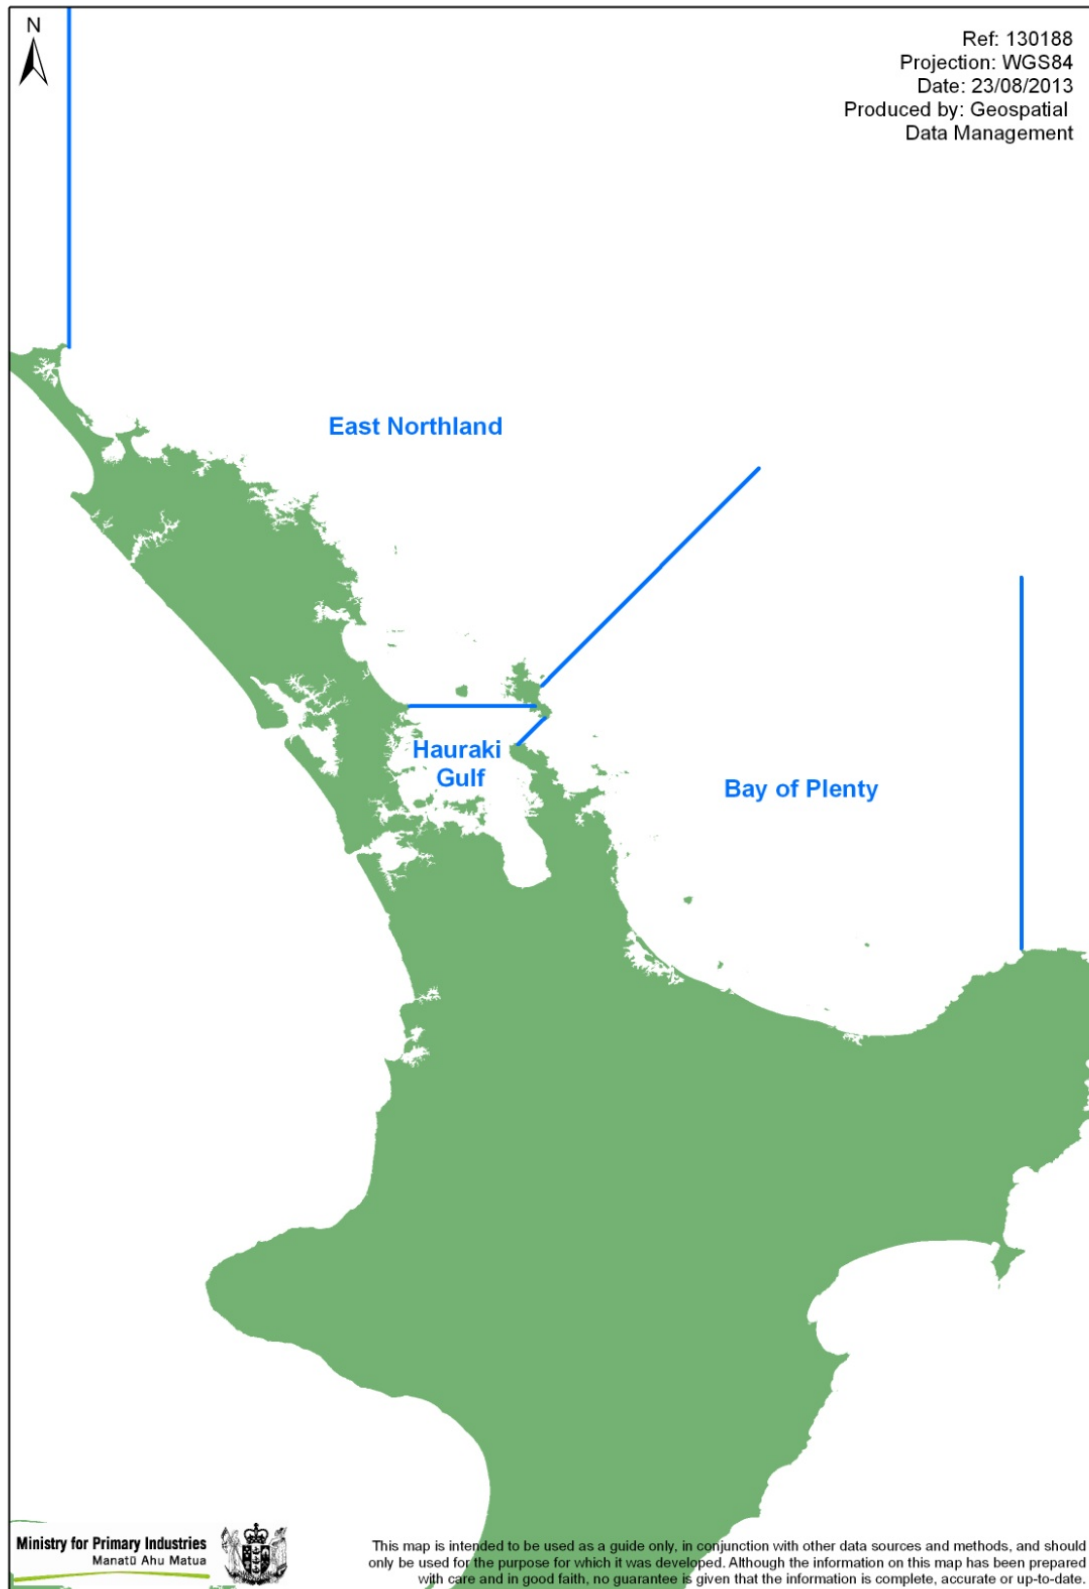 N
Ref: 130188
Projection: WGS84
Date: 23/08/2013
Produced by: Geospatial
Data Management
East Northland
Hauraki
Gulf
Bay of Plenty
Ministry for Primary Industries
Manatū Ahu Matua
This map is intended to be used as a guide only, in conjunction with other data sources and methods, and should
only be used for the purpose for which it was developed. Although the information on this map has been prepared
with care and in good faith, no guarantee is given that the information is complete, accurate or up-to-date.